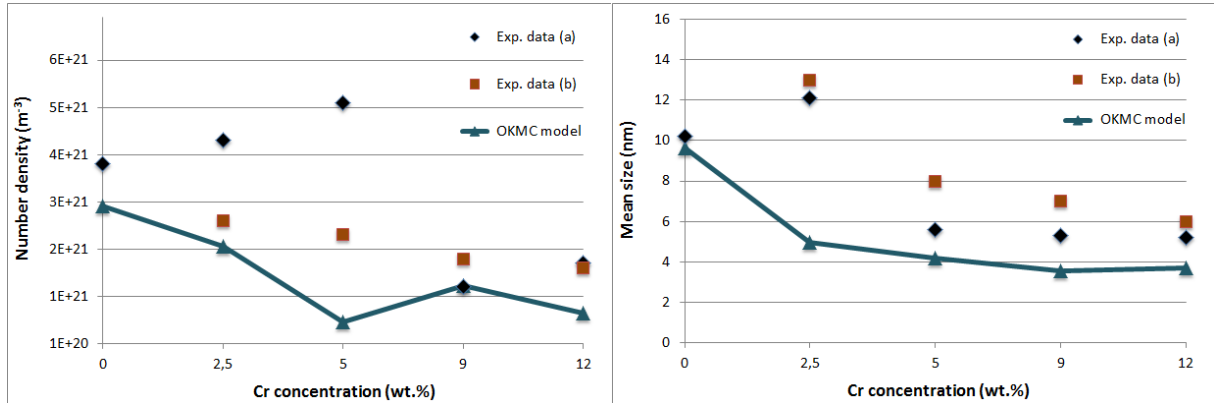 Number density (m-3)
6E+21
5E+21
4E+21
3E+21
2E+21
1E+21
1E+20
0
2,5
5
9
12
Cr concentration (wt.%)
Exp. data (a)
Exp. data (b)
OKMC model
Mean size (nm)
16
14
12
10
8
6
4
2
0
0
2,5
5
9
12
Cr concentration (wt.%)
Exp. data (a)
Exp. data (b)
OKMC model